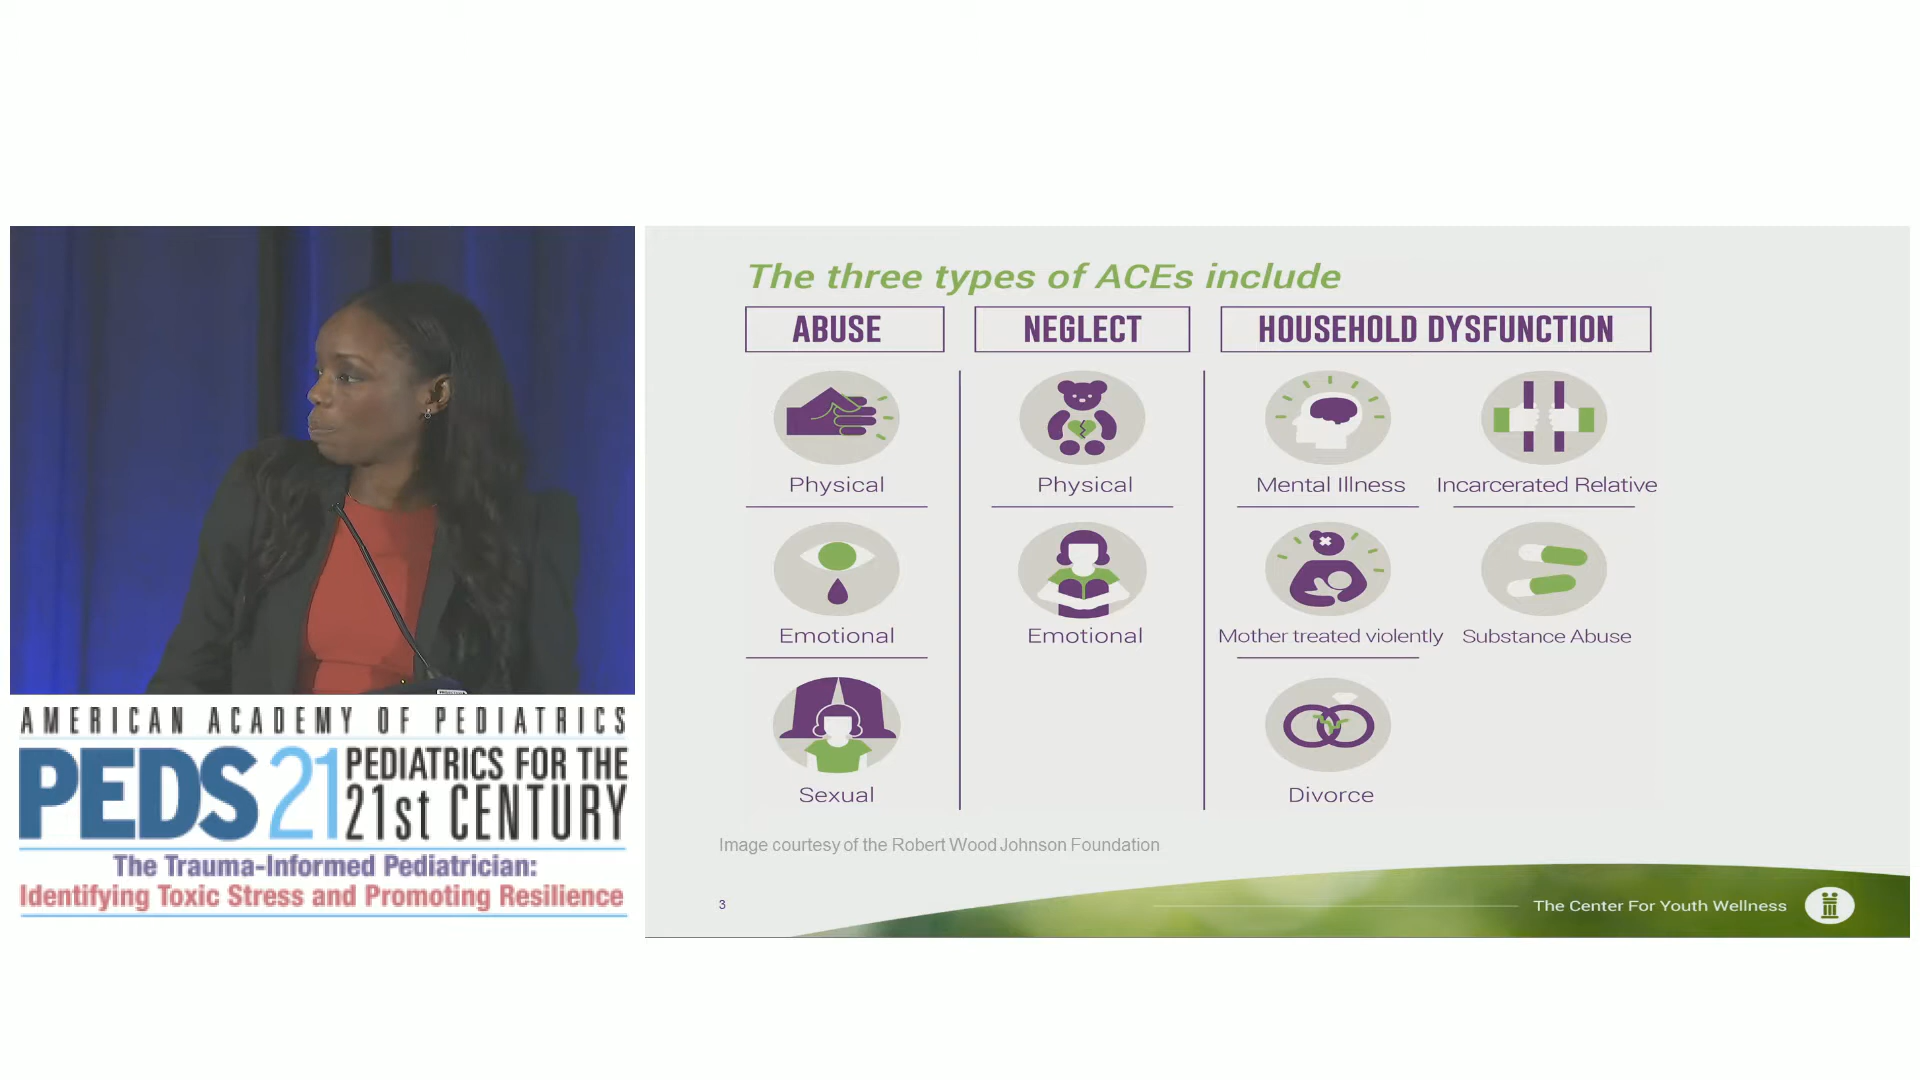 AMERICAN ACADEMY OF PEDIATRICS
PEDS 21 PEDIATRICS FOR THE
21st CENTURY
The Trauma-Informed Pediatrician:
Identifying Toxic Stress and Promoting Resilience
The three types of ACEs include
ABUSE
NEGLECT
HOUSEHOLD DYSFUNCTION
Physical
Physical
Mental Illness
Incarcerated Relative
Emotional
Emotional
Mother treated violently
Substance Abuse
Sexual
Divorce
Image courtesy of the Robert Wood Johnson Foundation
3
The Center For Youth Wellness